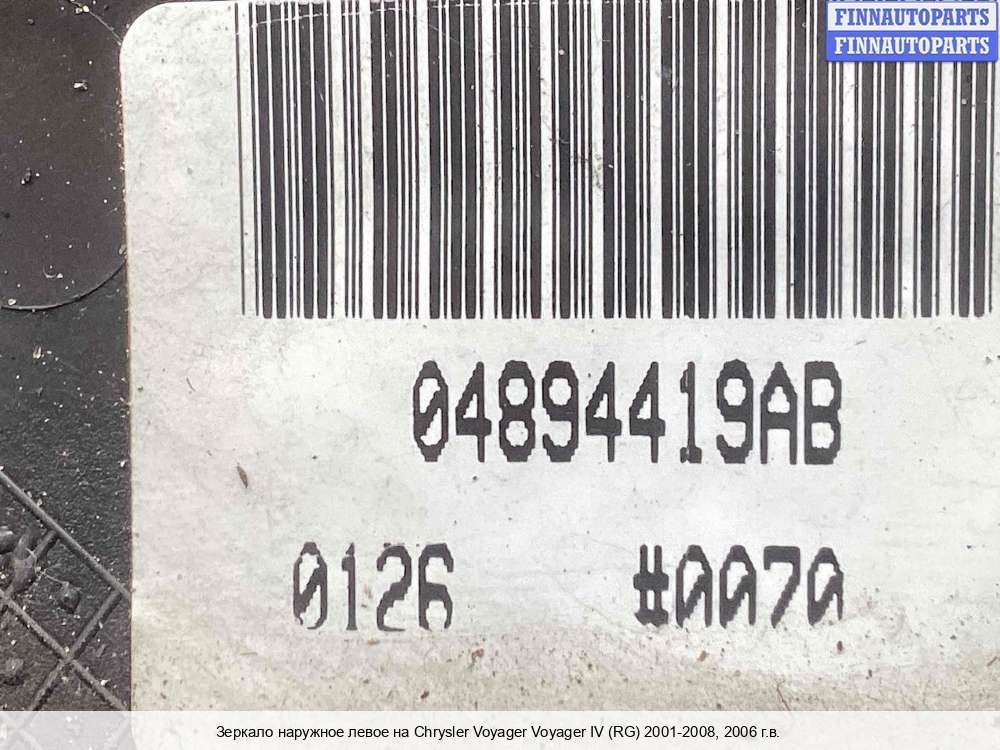 FINNAUTOPARTS
FINNAUTOPARTS
04894419AB
0126 #0070
Зеркало наружное левое на Chrysler Voyager Voyager IV (RG) 2001-2008, 2006 г.в.